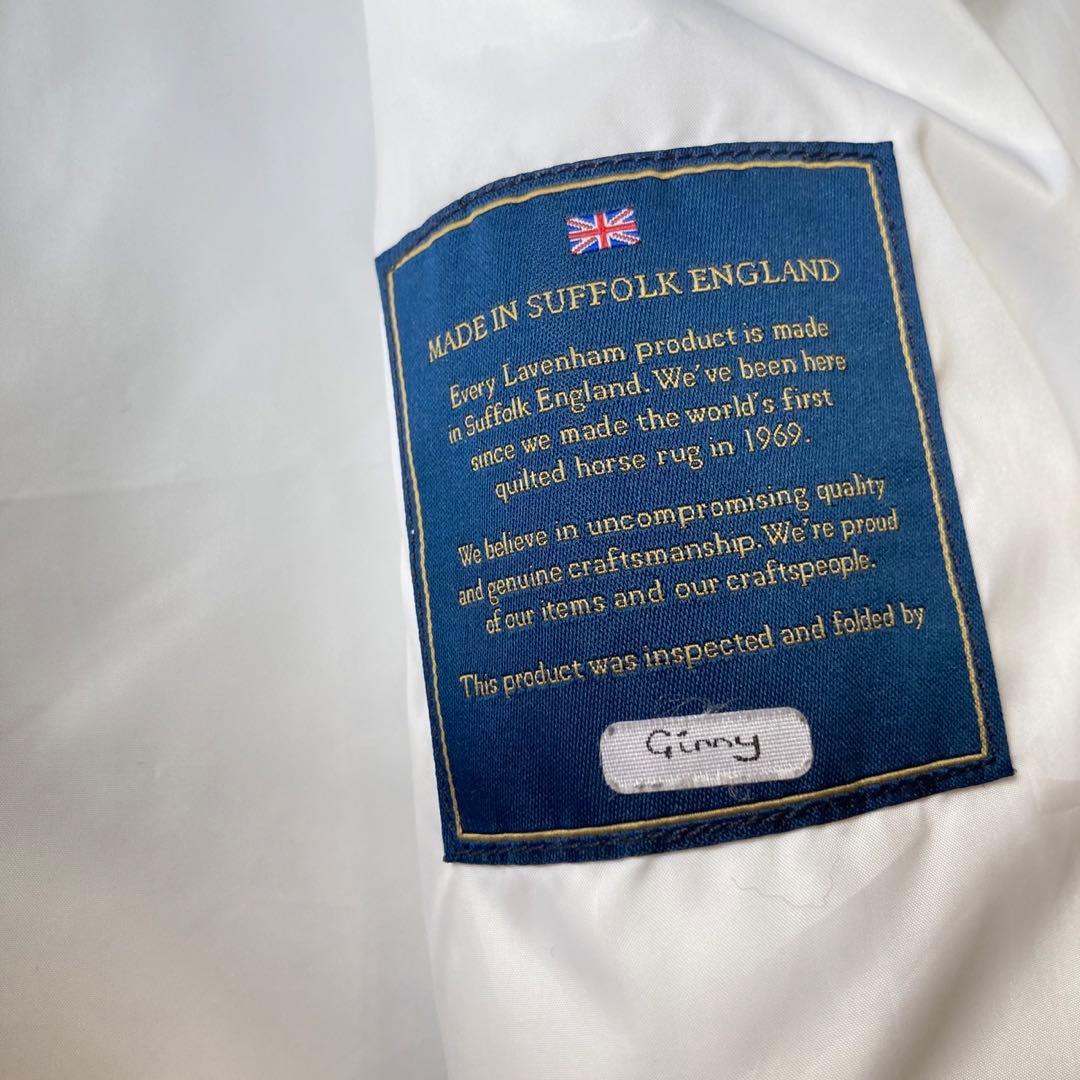 MADE IN SUFFOLK ENGLAND
Every Lavenham product is made
in Suffolk England. We've been here
since we made the world's first
quilted horse rug in 1969.
We believe in uncompromising quality
and genuine craftsmanship. We're proud
of our items and our craftspeople.
This product was inspected and folded by
Ginny